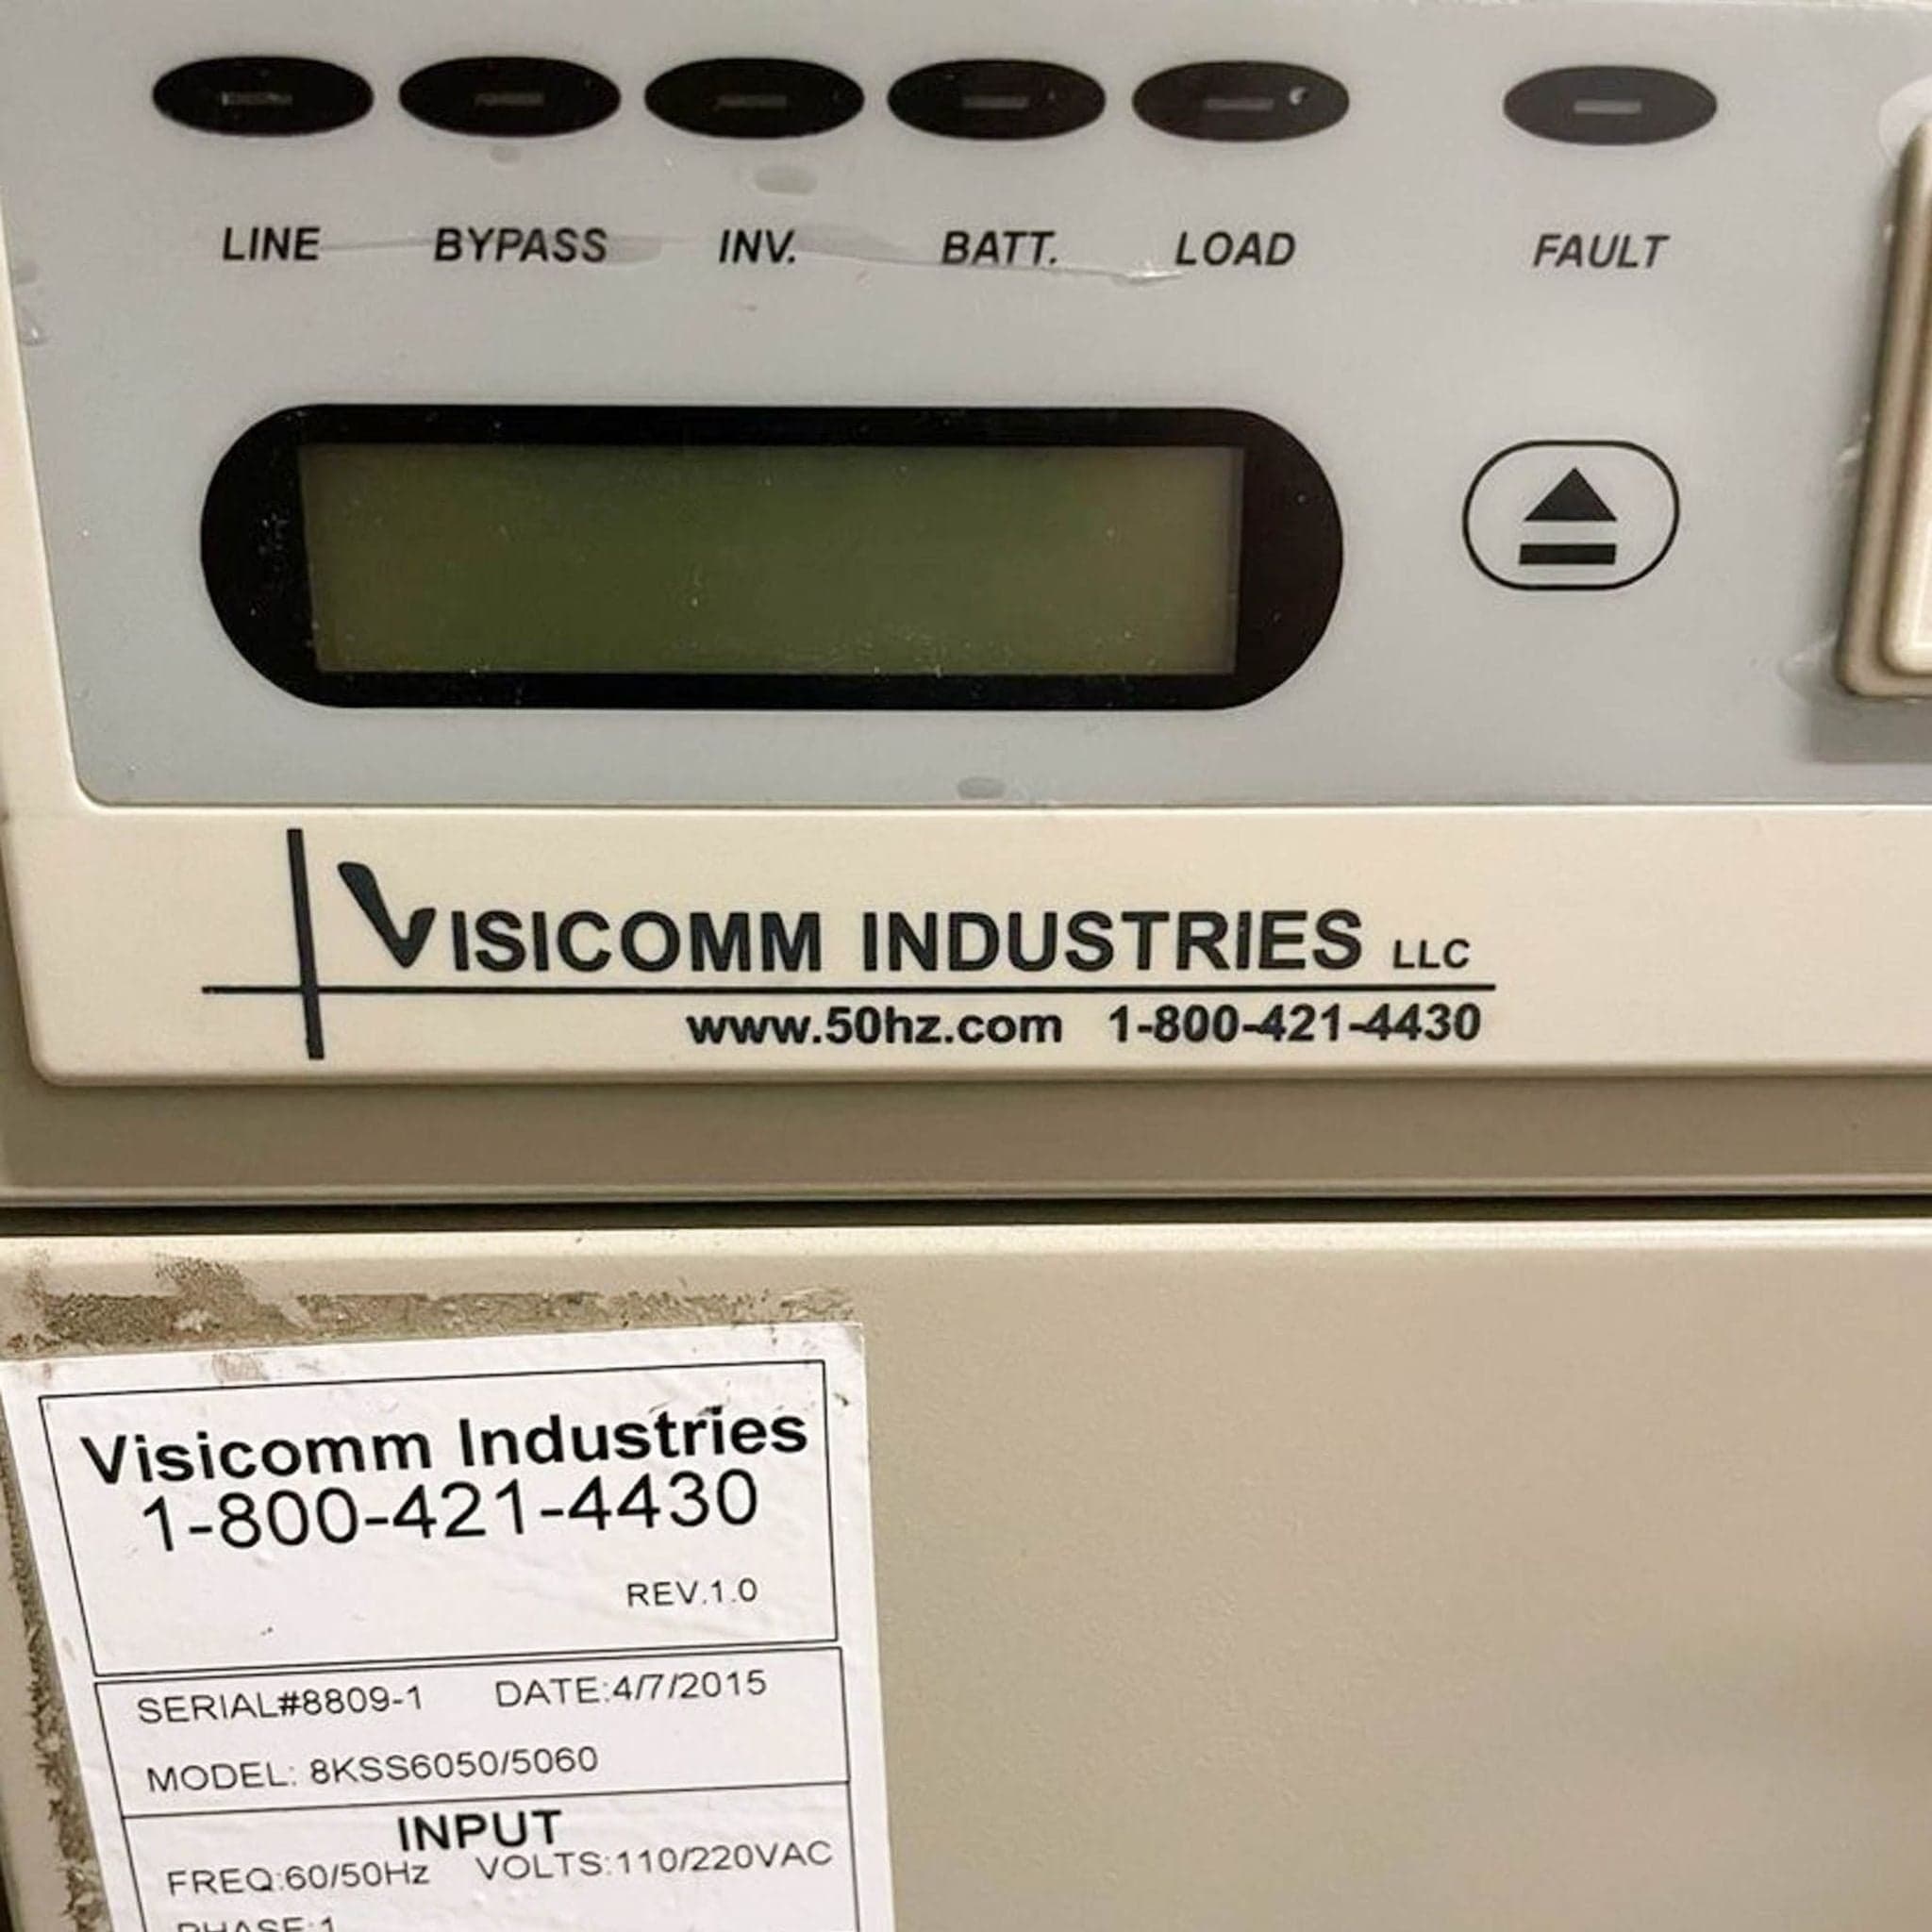 LINE BYPASS INV. BATT. LOAD FAULT
VISICOMM INDUSTRIES LLC
www.50hz.com 1-800-421-4430
Visicomm Industries
1-800-421-4430
REV.1.0
SERIAL#8809-1 DATE:4/7/2015
MODEL: 8KSS6050/5060
INPUT
FREQ:60/50Hz VOLTS:110/220VAC
PHASE:1